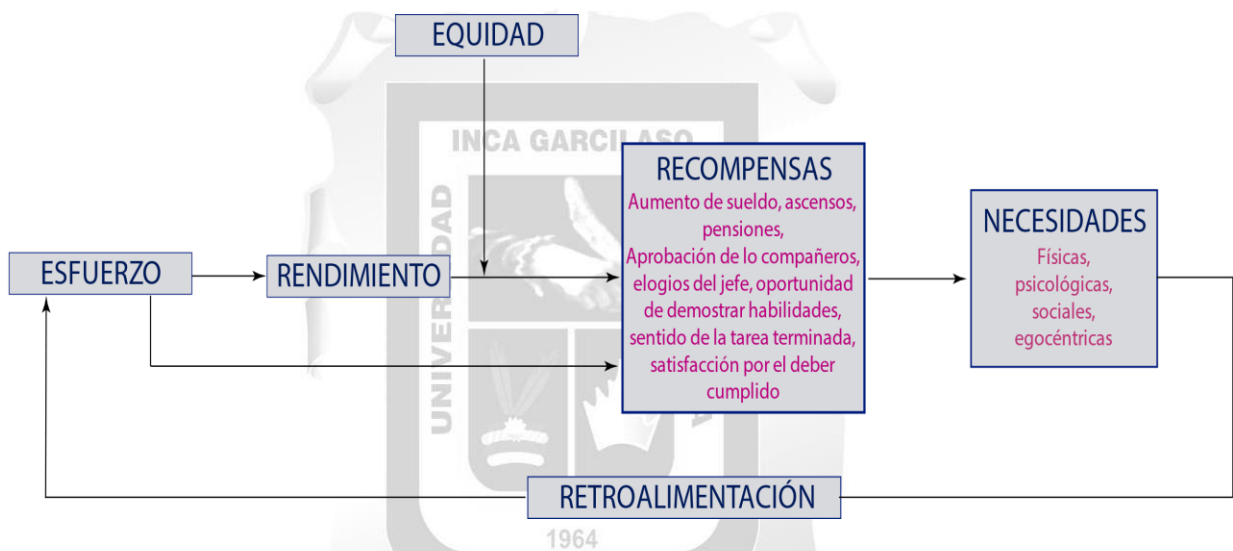 EQUIDAD
INCA GARCILASO
UNIVERSIDAD
RECOMPENSAS
Aumento de sueldo, ascensos,
pensiones,
Aprobación de lo compañeros,
elogios del jefe, oportunidad
de demostrar habilidades,
sentido de la tarea terminada,
satisfacción por el deber
cumplido
NECESIDADES
Físicas,
psicológicas,
sociales,
egocéntricas
ESFUERZO
RENDIMIENTO
RETROALIMENTACIÓN
1964